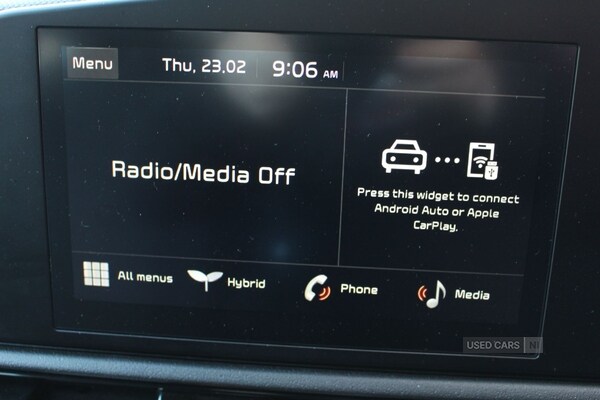 Menu
Thu, 23.02
9:06 AM
Radio/Media Off
Press this widget to connect
Android Auto or Apple
CarPlay.
All menus
Hybrid
Phone
Media
USED CARS NI